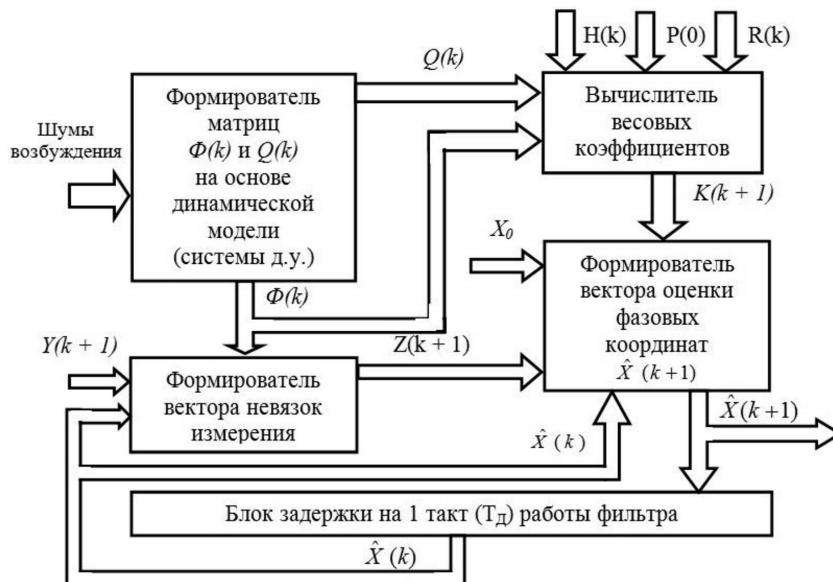 H(k) P(0) R(k)
Q(k)
Шумы
возбуждения
Формирователь
матриц
Φ(k) и Q(k)
на основе
динамической
модели
(системы д.у.)
Вычислитель
весовых
коэффициентов
K(k + 1)
X₀
Формирователь
вектора оценки
фазовых
координат
X̂ (k+1)
Φ(k)
Y(k + 1)
Z(k + 1)
Формирователь
вектора невязок
измерения
X̂ (k)
X̂(k+1)
Блок задержки на 1 такт (Tд) работы фильтра
X̂ (k)